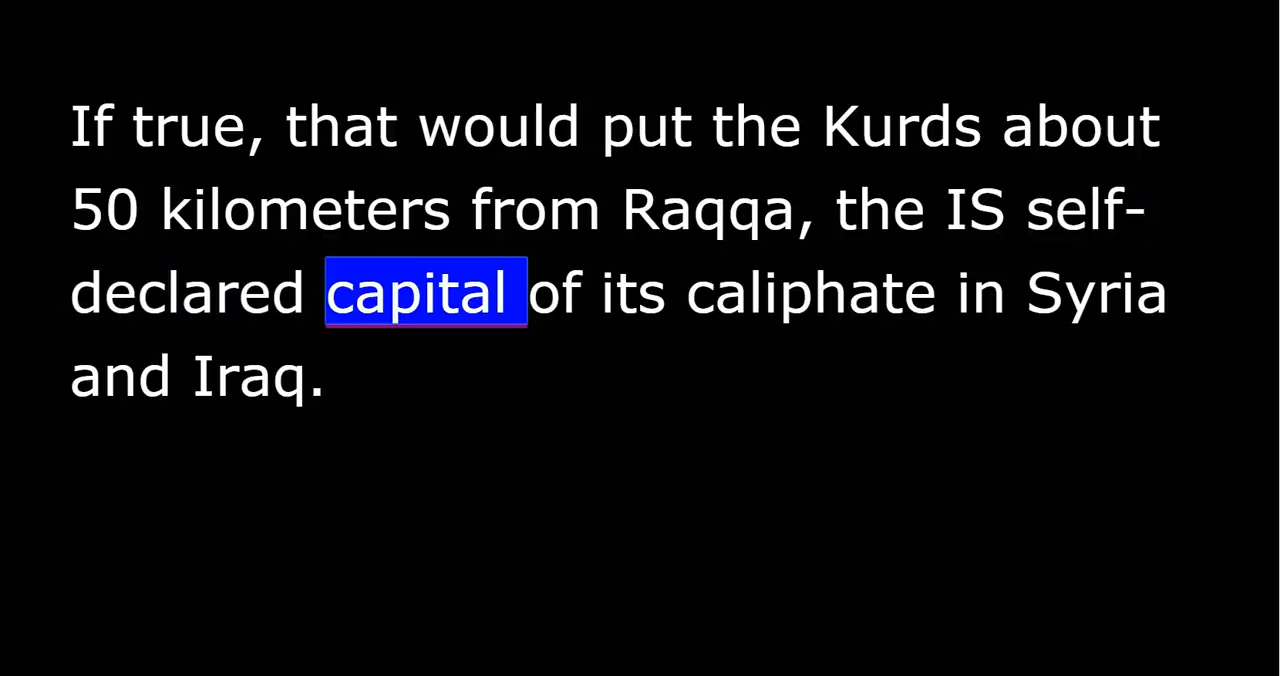 If true, that would put the Kurds about
50 kilometers from Raqqa, the IS self-
declared capital of its caliphate in Syria
and Iraq.